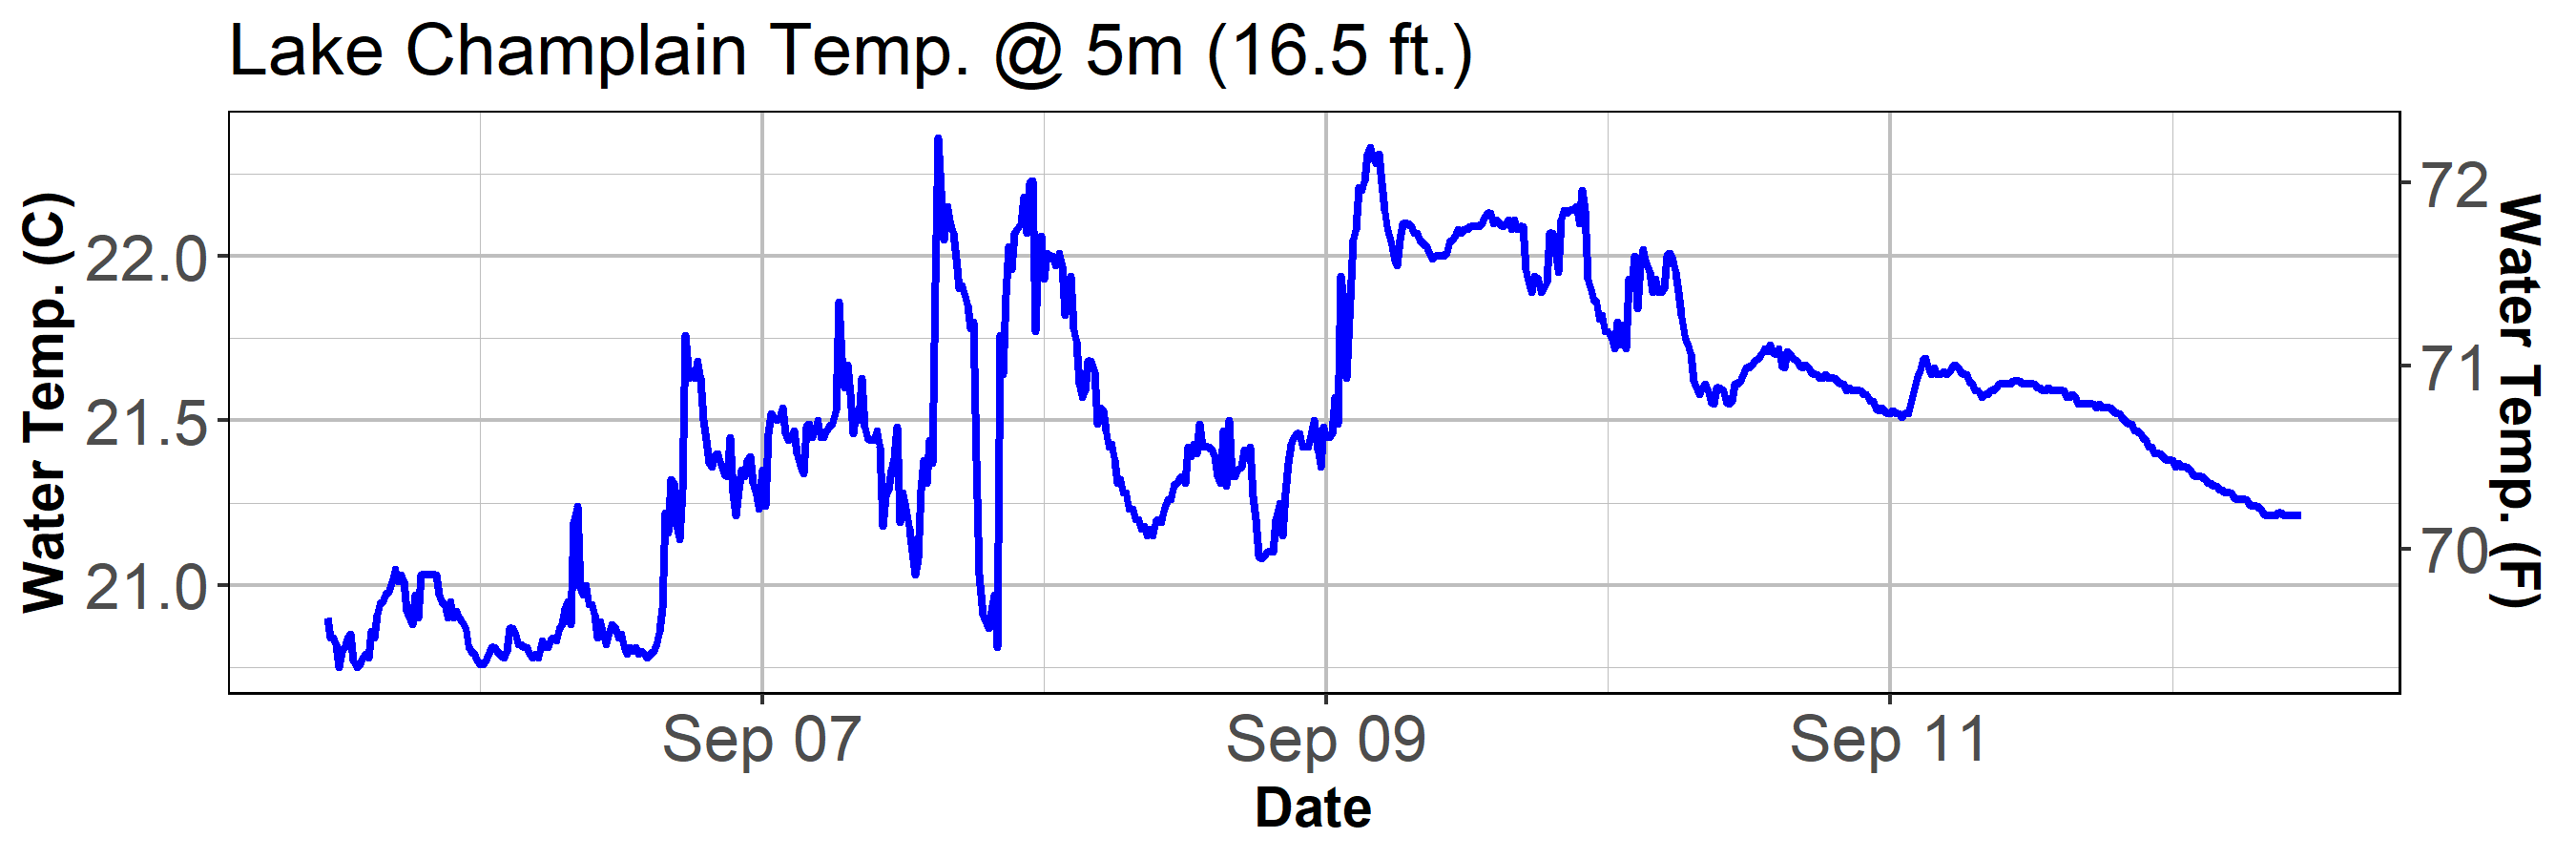 Lake Champlain Temp. @ 5m (16.5 ft.)
Water Temp. (C)
22.0
21.5
21.0
72
71
70
Water Temp. (F)
Sep 07
Sep 09
Sep 11
Date